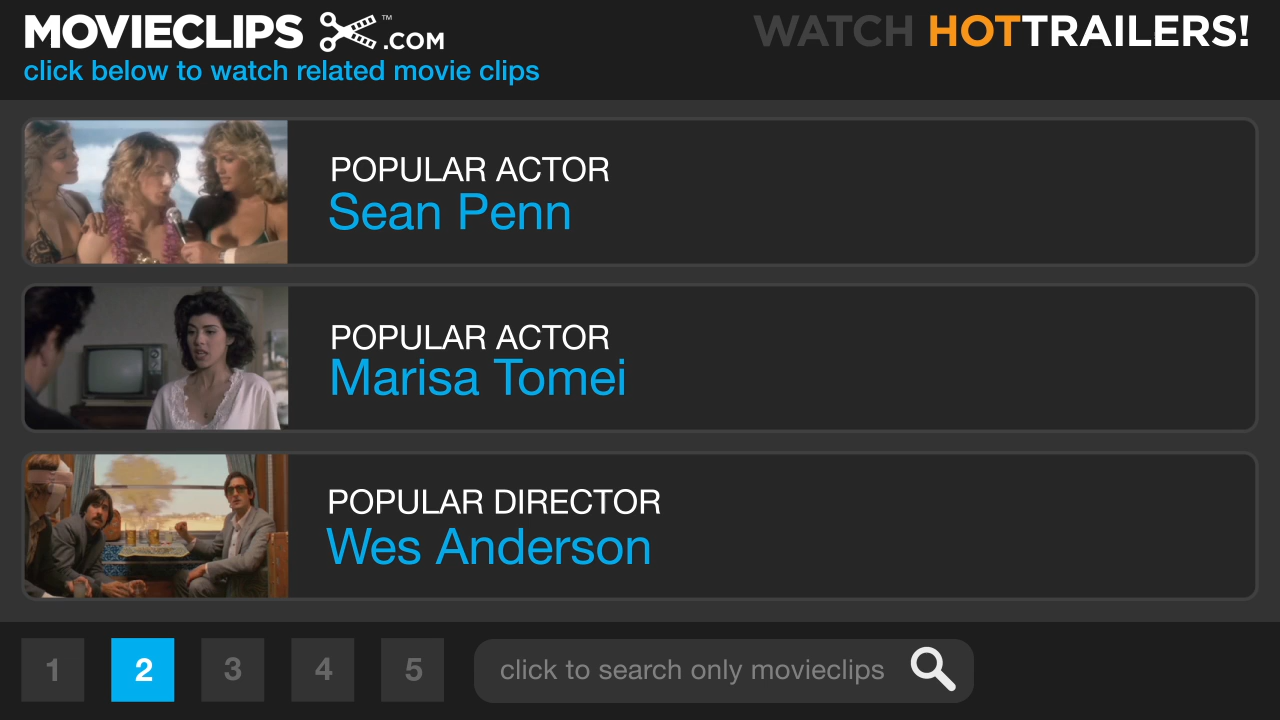 MOVIECLIPS ™ .COM
WATCH HOTTRAILERS!
click below to watch related movie clips
POPULAR ACTOR
Sean Penn
POPULAR ACTOR
Marisa Tomei
POPULAR DIRECTOR
Wes Anderson
1 2 3 4 5 click to search only movieclips